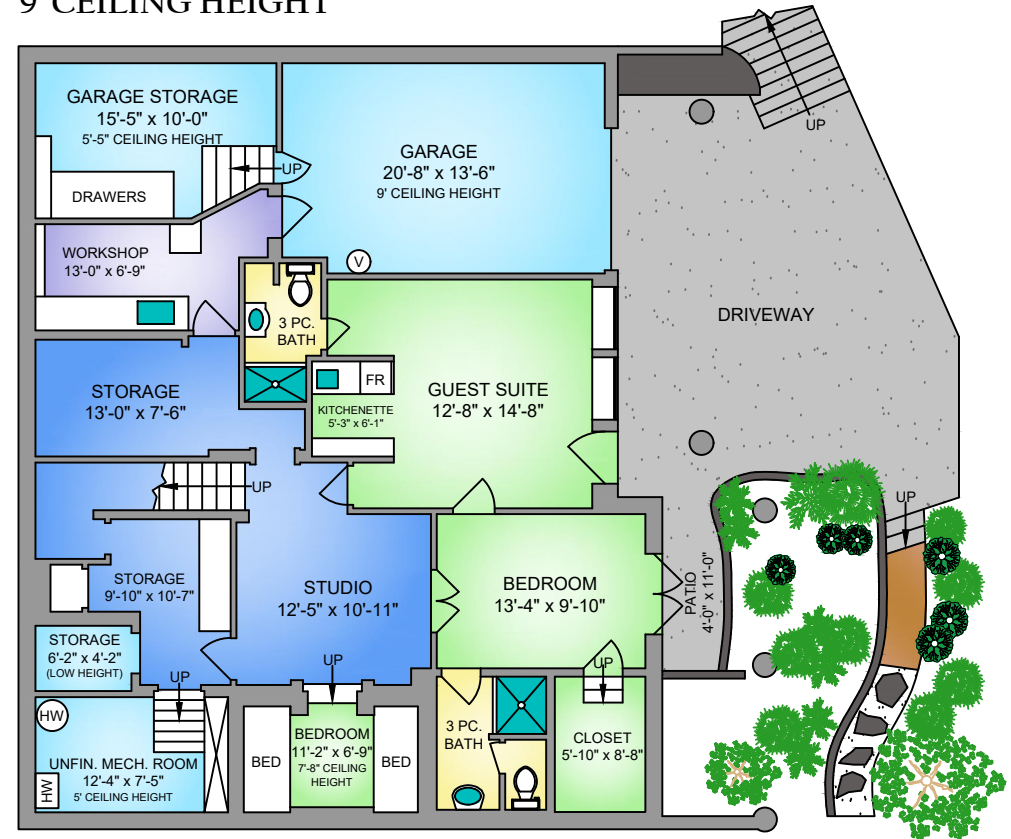 9' CEILING HEIGHT
GARAGE STORAGE
15'-5" x 10'-0"
5'-5" CEILING HEIGHT
UP
DRAWERS
GARAGE
20'-8" x 13'-6"
9' CEILING HEIGHT
V
UP
WORKSHOP
13'-0" x 6'-9"
3 PC.
BATH
DRIVEWAY
STORAGE
13'-0" x 7'-6"
FR
KITCHENETTE
5'-3" x 6'-1"
GUEST SUITE
12'-8" x 14'-8"
UP
UP
STORAGE
9'-10" x 10'-7"
STUDIO
12'-5" x 10'-11"
BEDROOM
13'-4" x 9'-10"
PATIO
4'-0" x 11'-0"
STORAGE
6'-2" x 4'-2"
(LOW HEIGHT)
UP
UP
UP
HW
UNFIN. MECH. ROOM
12'-4" x 7'-5"
5' CEILING HEIGHT
HW
BED
BEDROOM
11'-2" x 6'-9"
7'-8" CEILING
HEIGHT
BED
3 PC.
BATH
CLOSET
5'-10" x 8'-8"